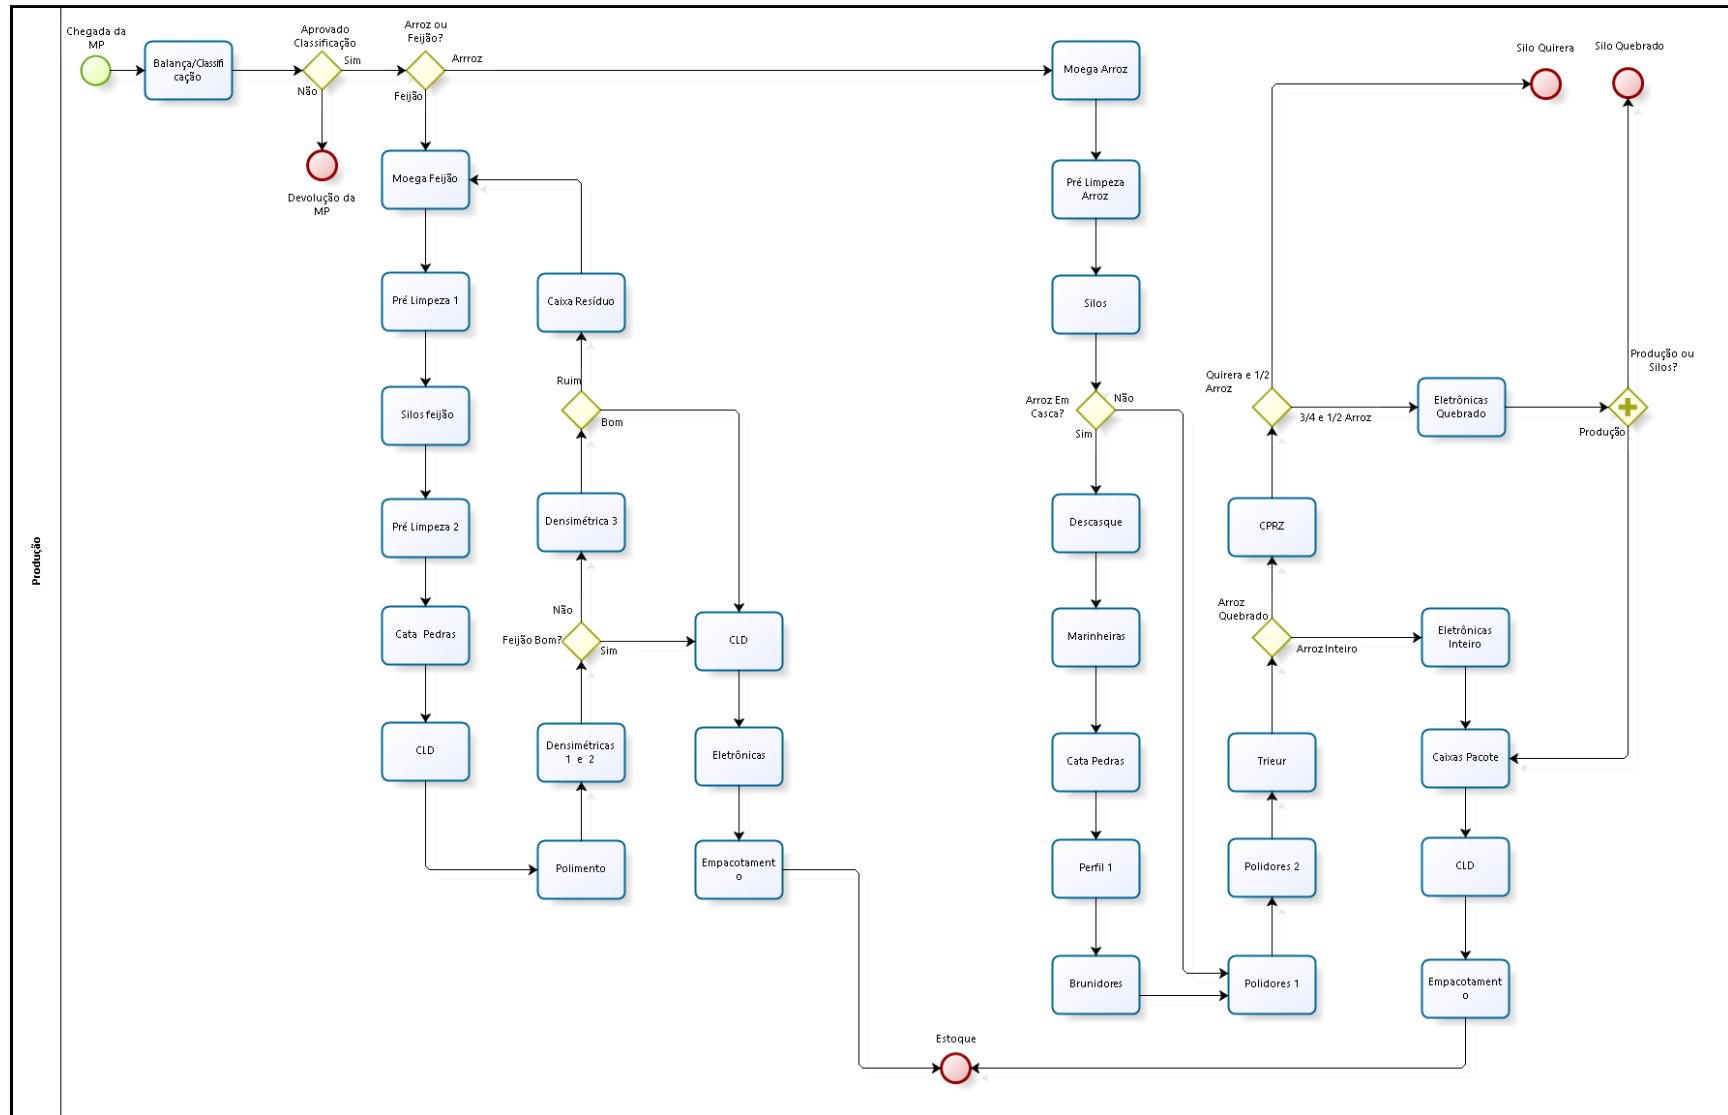 Produção
Chegada da
MP
Balança/Classifi
cação
Aprovado
Classificação
Sim
Não
Devolução da
MP
Arroz ou
Feijão?
Arrroz
Feijão
Moega Feijão
Pré Limpeza 1
Silos feijão
Pré Limpeza 2
Cata Pedras
CLD
Polimento
Densimétricas
1 e 2
Feijão Bom?
Não
Sim
Densimétrica 3
Ruim
Bom
Caixa Resíduo
CLD
Eletrônicas
Empacotament
o
Estoque
Moega Arroz
Pré Limpeza
Arroz
Silos
Arroz Em
Casca?
Não
Sim
Descasque
Marinheiras
Cata Pedras
Perfil 1
Brunidores
Polidores 1
Polidores 2
Trieur
Arroz
Quebrado
Arroz Inteiro
CPRZ
Quirera e 1/2
Arroz
3/4 e 1/2 Arroz
Silo Quirera
Silo Quebrado
Eletrônicas
Quebrado
Produção ou
Silos?
Produção
Eletrônicas
Inteiro
Caixas Pacote
CLD
Empacotament
o